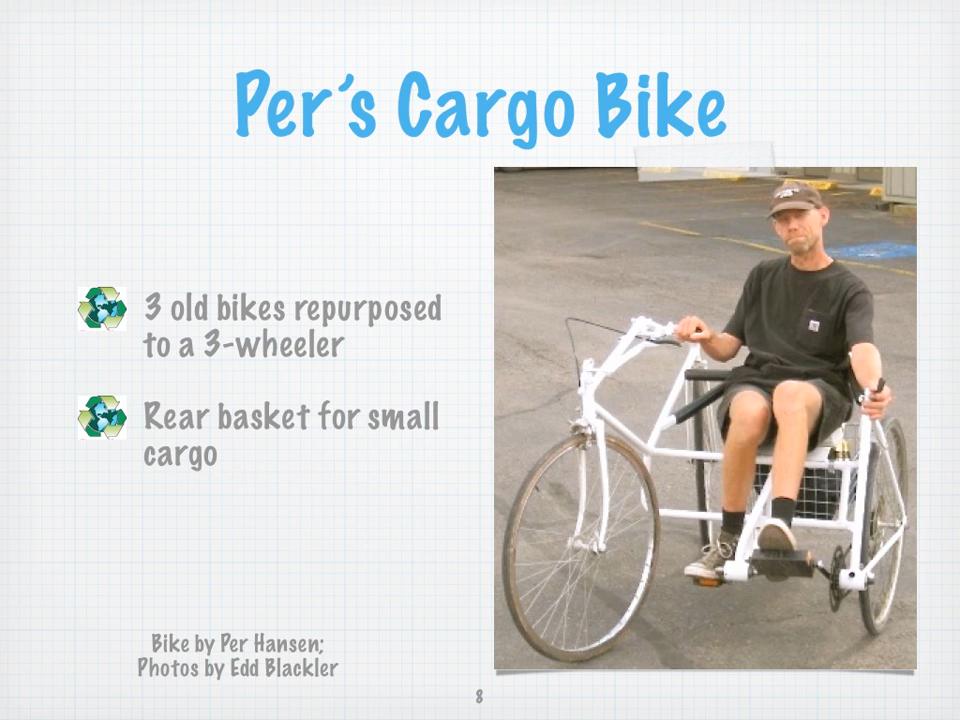 Per´s Cargo Bike
3 old bikes repurposed
to a 3-wheeler
Rear basket for small
cargo
Bike by Per Hansen;
Photos by Edd Blackler
8